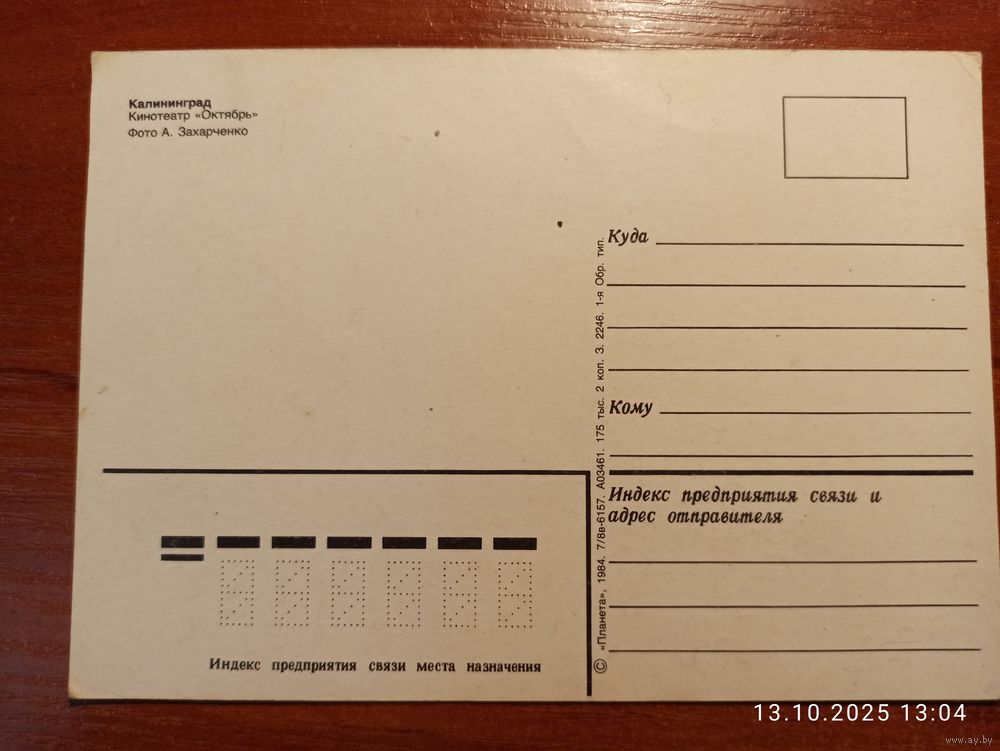 Калининград
Кинотеатр «Октябрь»
Фото А. Захарченко
Куда
Кому
Индекс предприятия связи и
адрес отправителя
© «Планета», 1984. 7/8в-6157. А03461. 175 тыс. 2 коп. З. 2246. 1-я Обр. тип.
Индекс предприятия связи места назначения
13.10.2025 13:04
www.ay.by